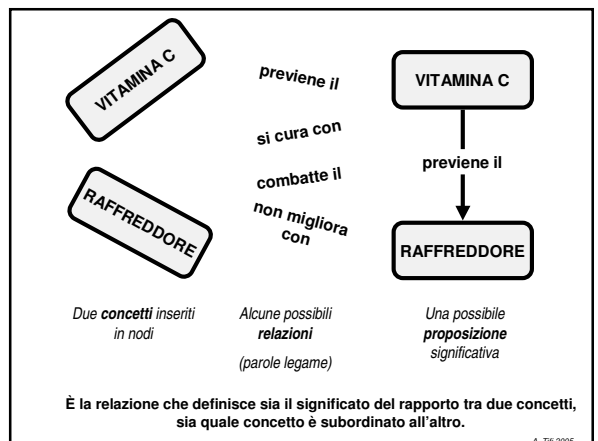 VITAMINA C
RAFFREDDORE
previene il
si cura con
combatte il
non migliora
con
VITAMINA C
previene il
RAFFREDDORE
Due concetti inseriti
in nodi
Alcune possibili
relazioni
(parole legame)
Una possibile
proposizione
significativa
È la relazione che definisce sia il significato del rapporto tra due concetti,
sia quale concetto è subordinato all'altro.